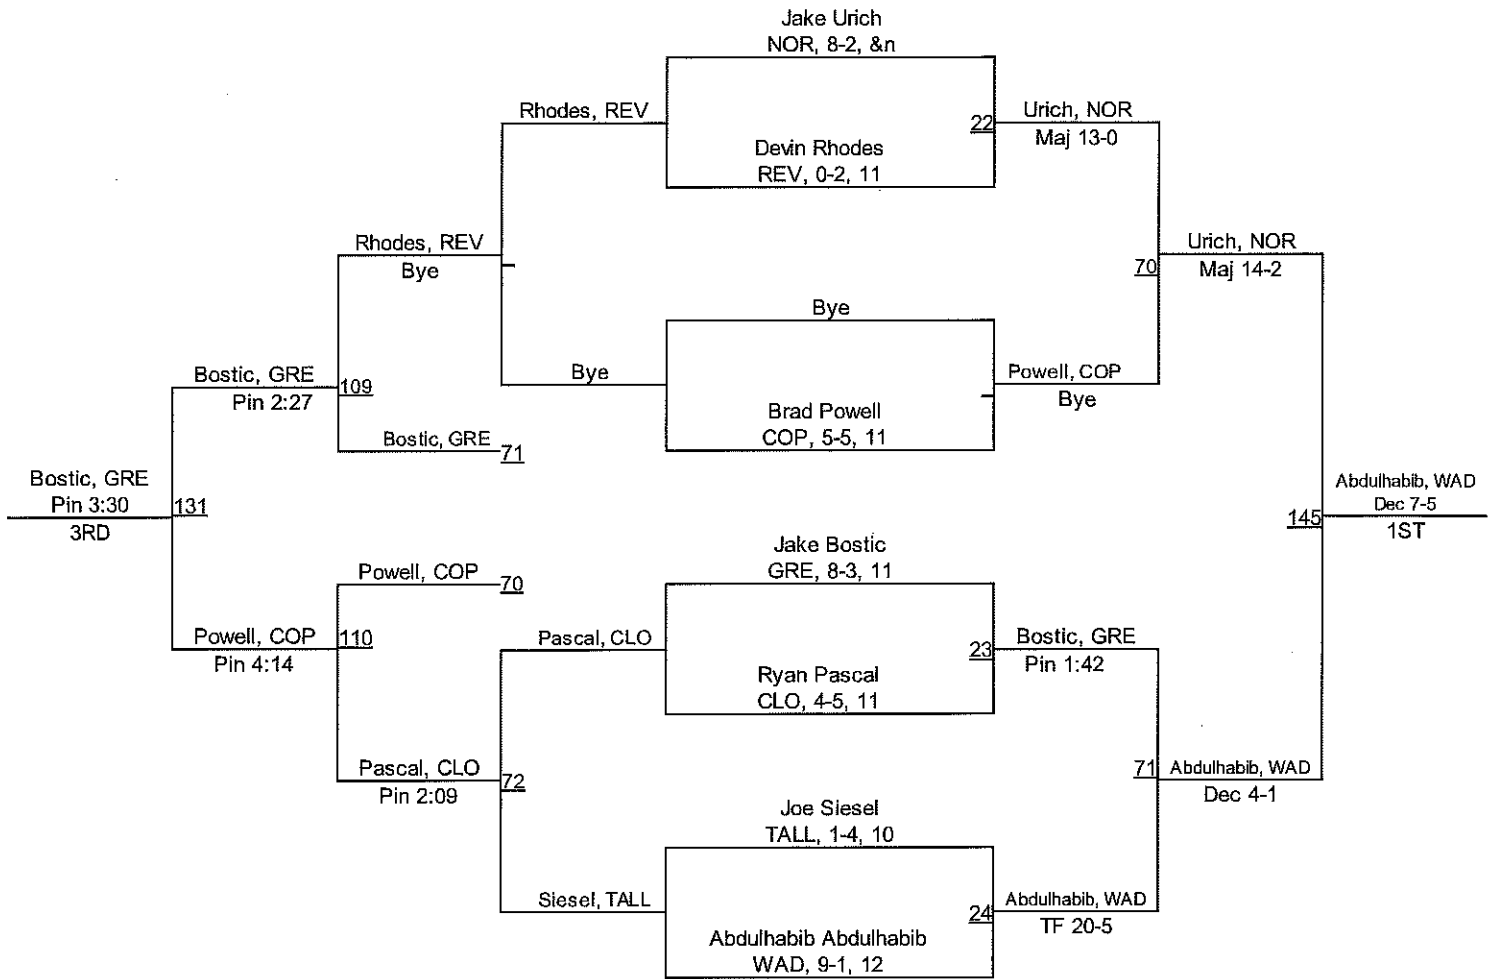 Jake Urich
NOR, 8-2, &n
Rhodes, REV
22
Urich, NOR
Maj 13-0
Devin Rhodes
REV, 0-2, 11
Rhodes, REV
Bye
Urich, NOR
Maj 14-2
70
Bye
Bye
Powell, COP
Bye
Bostic, GRE
Pin 2:27
109
Brad Powell
COP, 5-5, 11
Bostic, GRE
71
Bostic, GRE
Pin 3:30
3RD
131
Abdulhabib, WAD
Dec 7-5
1ST
145
Jake Bostic
GRE, 8-3, 11
Powell, COP
70
Powell, COP
Pin 4:14
110
Pascal, CLO
23
Bostic, GRE
Pin 1:42
Ryan Pascal
CLO, 4-5, 11
Pascal, CLO
Pin 2:09
72
71
Abdulhabib, WAD
Dec 4-1
Joe Siesel
TALL, 1-4, 10
Siesel, TALL
24
Abdulhabib, WAD
TF 20-5
Abdulhabib Abdulhabib
WAD, 9-1, 12